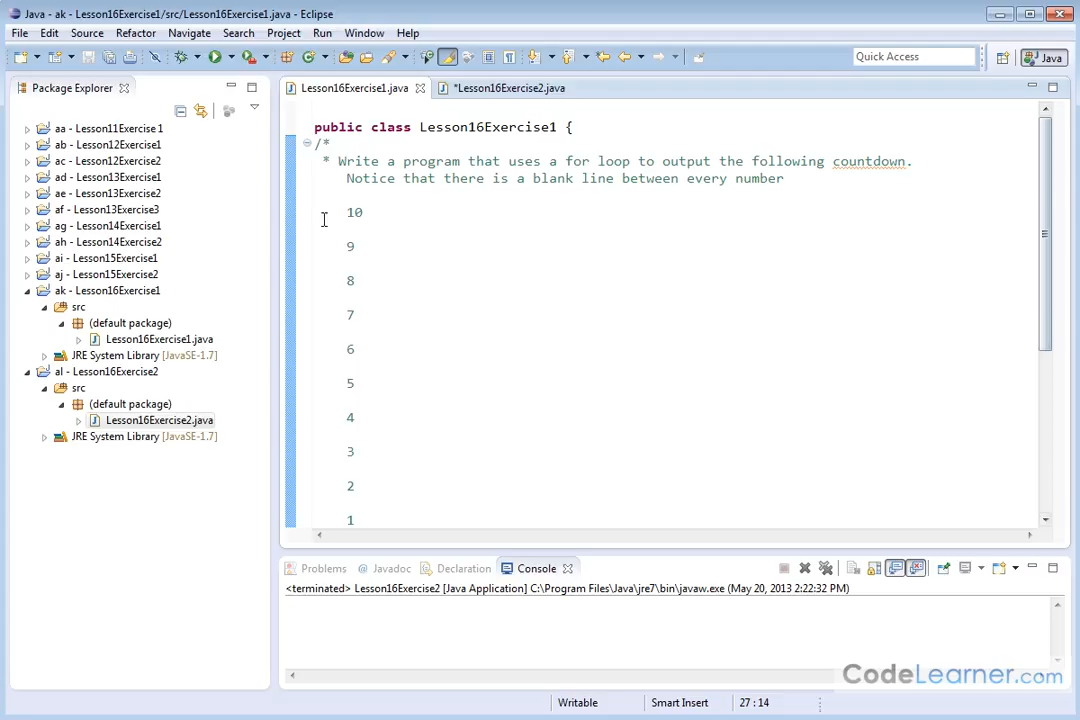 Java - ak - Lesson16Exercise1/src/Lesson16Exercise1.java - Eclipse
File Edit Source Refactor Navigate Search Project Run Window Help
Quick Access
Java
Package Explorer
Lesson16Exercise1.java
*Lesson16Exercise2.java
aa - Lesson11Exercise 1
ab - Lesson12Exercise1
ac - Lesson12Exercise2
ad - Lesson13Exercise1
ae - Lesson13Exercise2
af - Lesson13Exercise3
ag - Lesson14Exercise1
ah - Lesson14Exercise2
ai - Lesson15Exercise1
aj - Lesson15Exercise2
ak - Lesson16Exercise1
src
(default package)
Lesson16Exercise1.java
JRE System Library [JavaSE-1.7]
al - Lesson16Exercise2
src
(default package)
Lesson16Exercise2.java
JRE System Library [JavaSE-1.7]
public class Lesson16Exercise1 {
/*
* Write a program that uses a for loop to output the following countdown.
Notice that there is a blank line between every number
10
9
8
7
6
5
4
3
2
1
Problems @ Javadoc Declaration Console
<terminated> Lesson16Exercise2 [Java Application] C:\Program Files\Java\jre7\bin\javaw.exe (May 20, 2013 2:22:32 PM)
CodeLearner.com
Writable Smart Insert 27 : 14